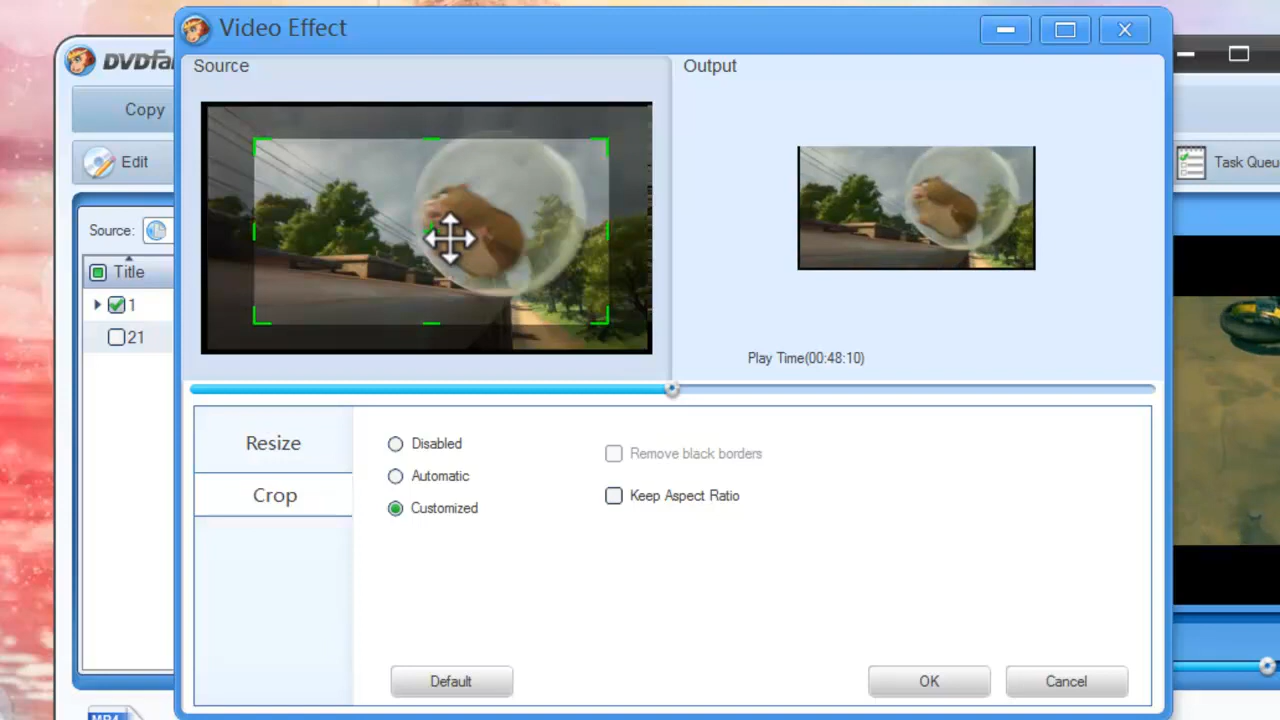 Video Effect
DVDFa
Copy
Edit
Source:
Title
1
21
Source
Output
Play Time(00:48:10)
Resize
Crop
Disabled
Automatic
Customized
Remove black borders
Keep Aspect Ratio
Default
OK
Cancel
Task Queu
MP4